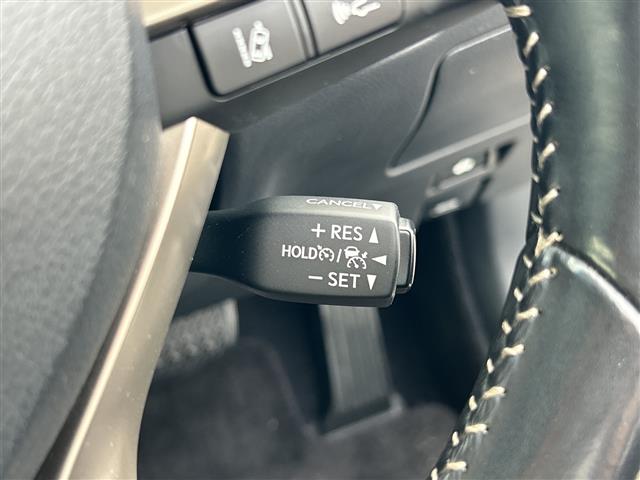 CANCEL
+ RES ▲
HOLD / ◀
− SET ▼